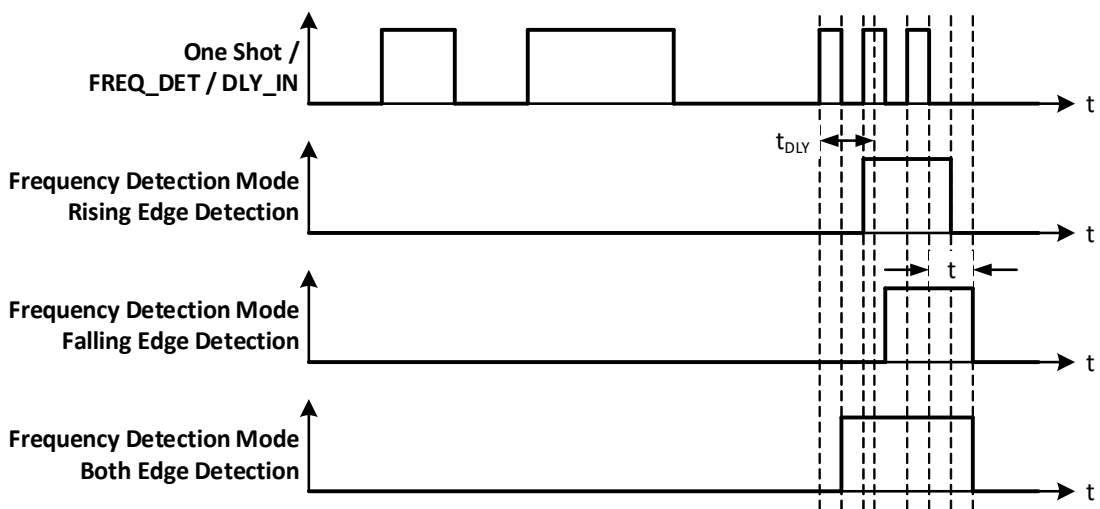 One Shot /
FREQ_DET / DLY_IN
t
tDLY
Frequency Detection Mode
Rising Edge Detection
t
t
Frequency Detection Mode
Falling Edge Detection
t
Frequency Detection Mode
Both Edge Detection
t